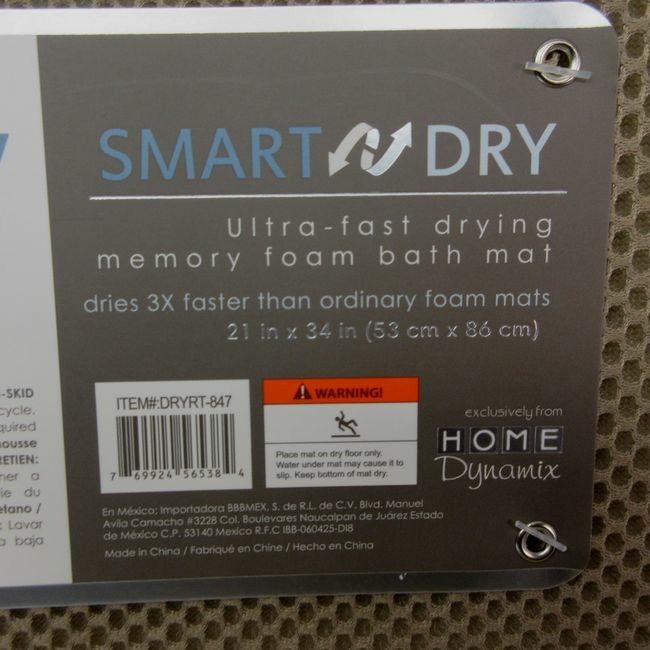 SMART DRY
Ultra-fast drying
memory foam bath mat
dries 3X faster than ordinary foam mats
21 in x 34 in (53 cm x 86 cm)
-SKID
cycle.
quired
ousse
RETIEN:
her a
ie du
etano /
: Lavar
a baja
ITEM#:DRYRT-847
7 69924 56538 4
WARNING!
Place mat on dry floor only.
Water under mat may cause it to
slip. Keep bottom of mat dry.
exclusively from
HOME
Dynamix
En México: Importadora BBBMEX, S. de R.L. de C.V. Blvd. Manuel
Avila Camacho #3228 Col. Boulevares Naucalpan de Juárez Estado
de México C.P. 53140 Mexico R.F.C IBB-060425-DI8
Made in China / Fabriqué en Chine / Hecho en China